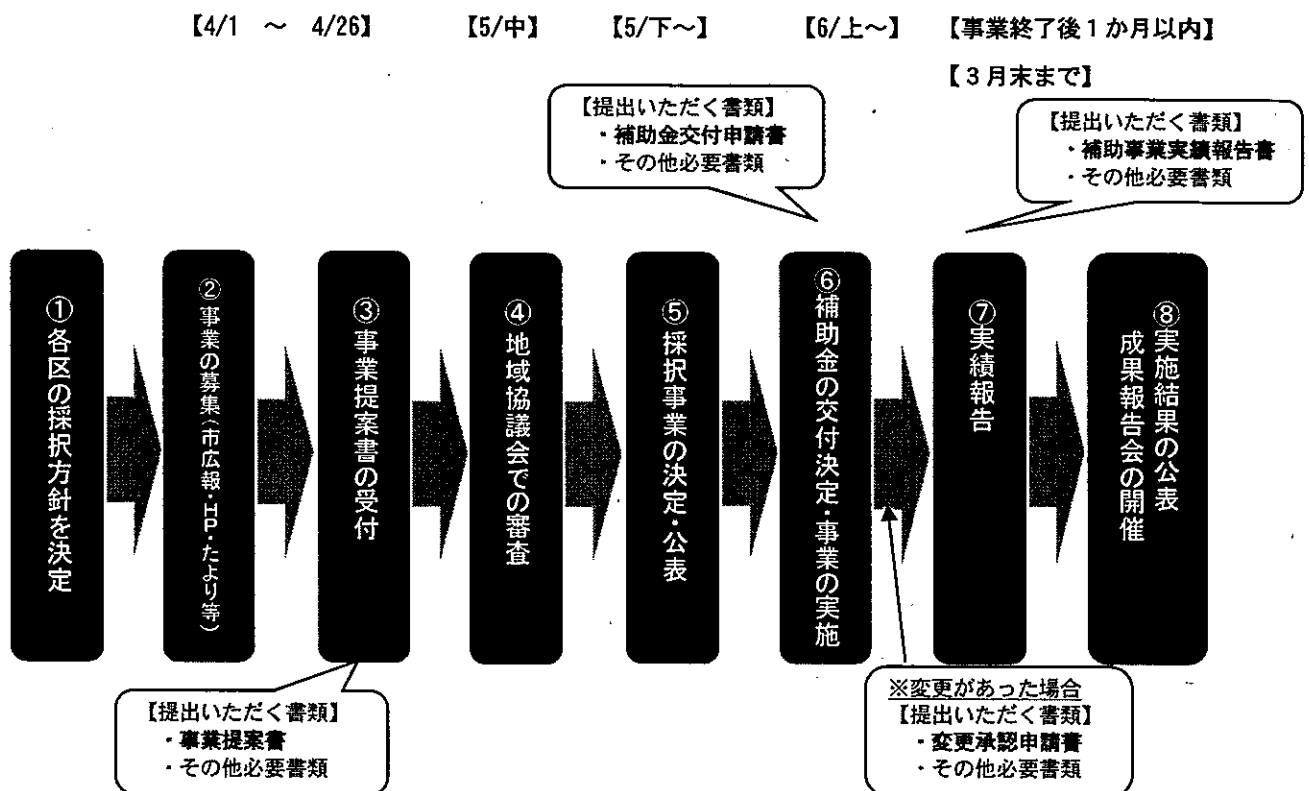 【4/1 ～ 4/26】
【5/中】
【5/下～】
【6/上～】
【事業終了後1か月以内】
【3月末まで】
【提出いただく書類】
・補助金交付申請書
・その他必要書類
【提出いただく書類】
・補助事業実績報告書
・その他必要書類
①各区の採択方針を決定
②事業の募集（市広報・HP・たより等）
③事業提案書の受付
④地域協議会での審査
⑤採択事業の決定・公表
⑥補助金の交付決定・事業の実施
⑦実績報告
⑧実施結果の公表
成果報告会の開催
【提出いただく書類】
・事業提案書
・その他必要書類
※変更があった場合
【提出いただく書類】
・変更承認申請書
・その他必要書類